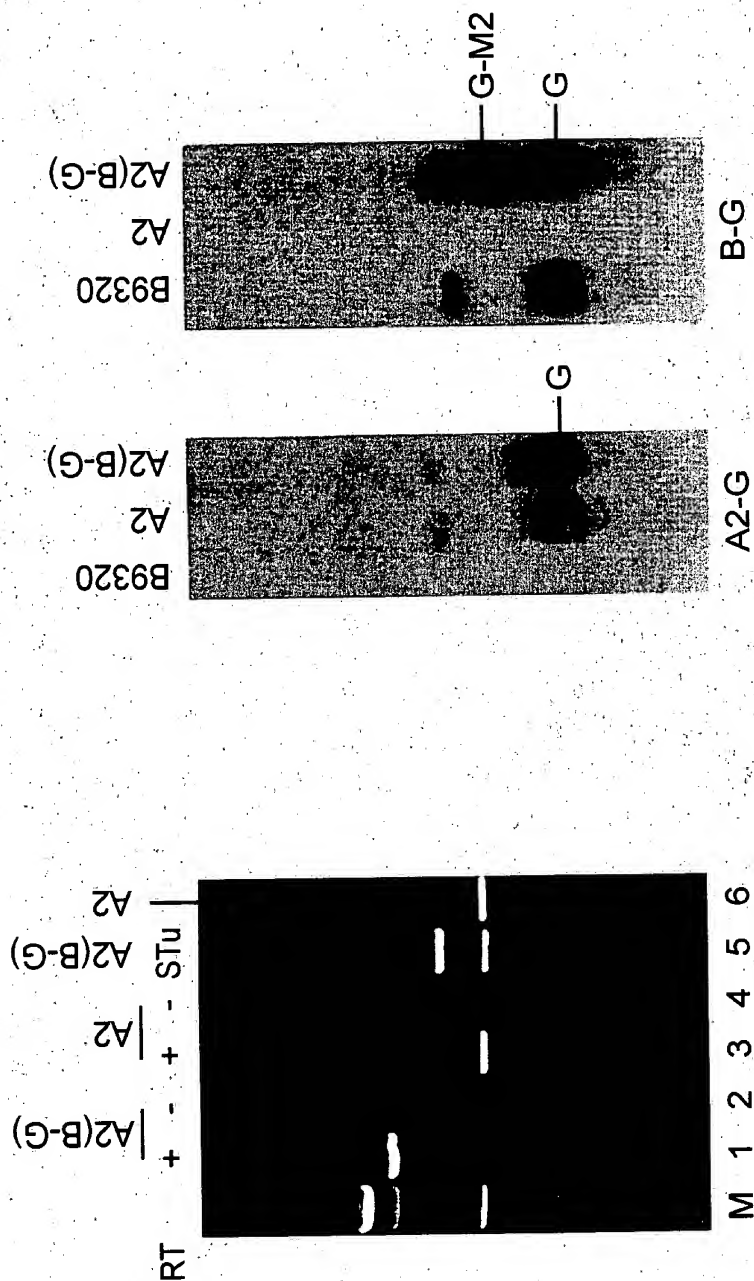 A2(B-G) A2 A2(B-G) A2
RT + - + - STu
M 1 2 3 4 5 6
B9320 A2 A2(B-G)
G
A2-G
B9320 A2 A2(B-G)
G-M2
G
B-G